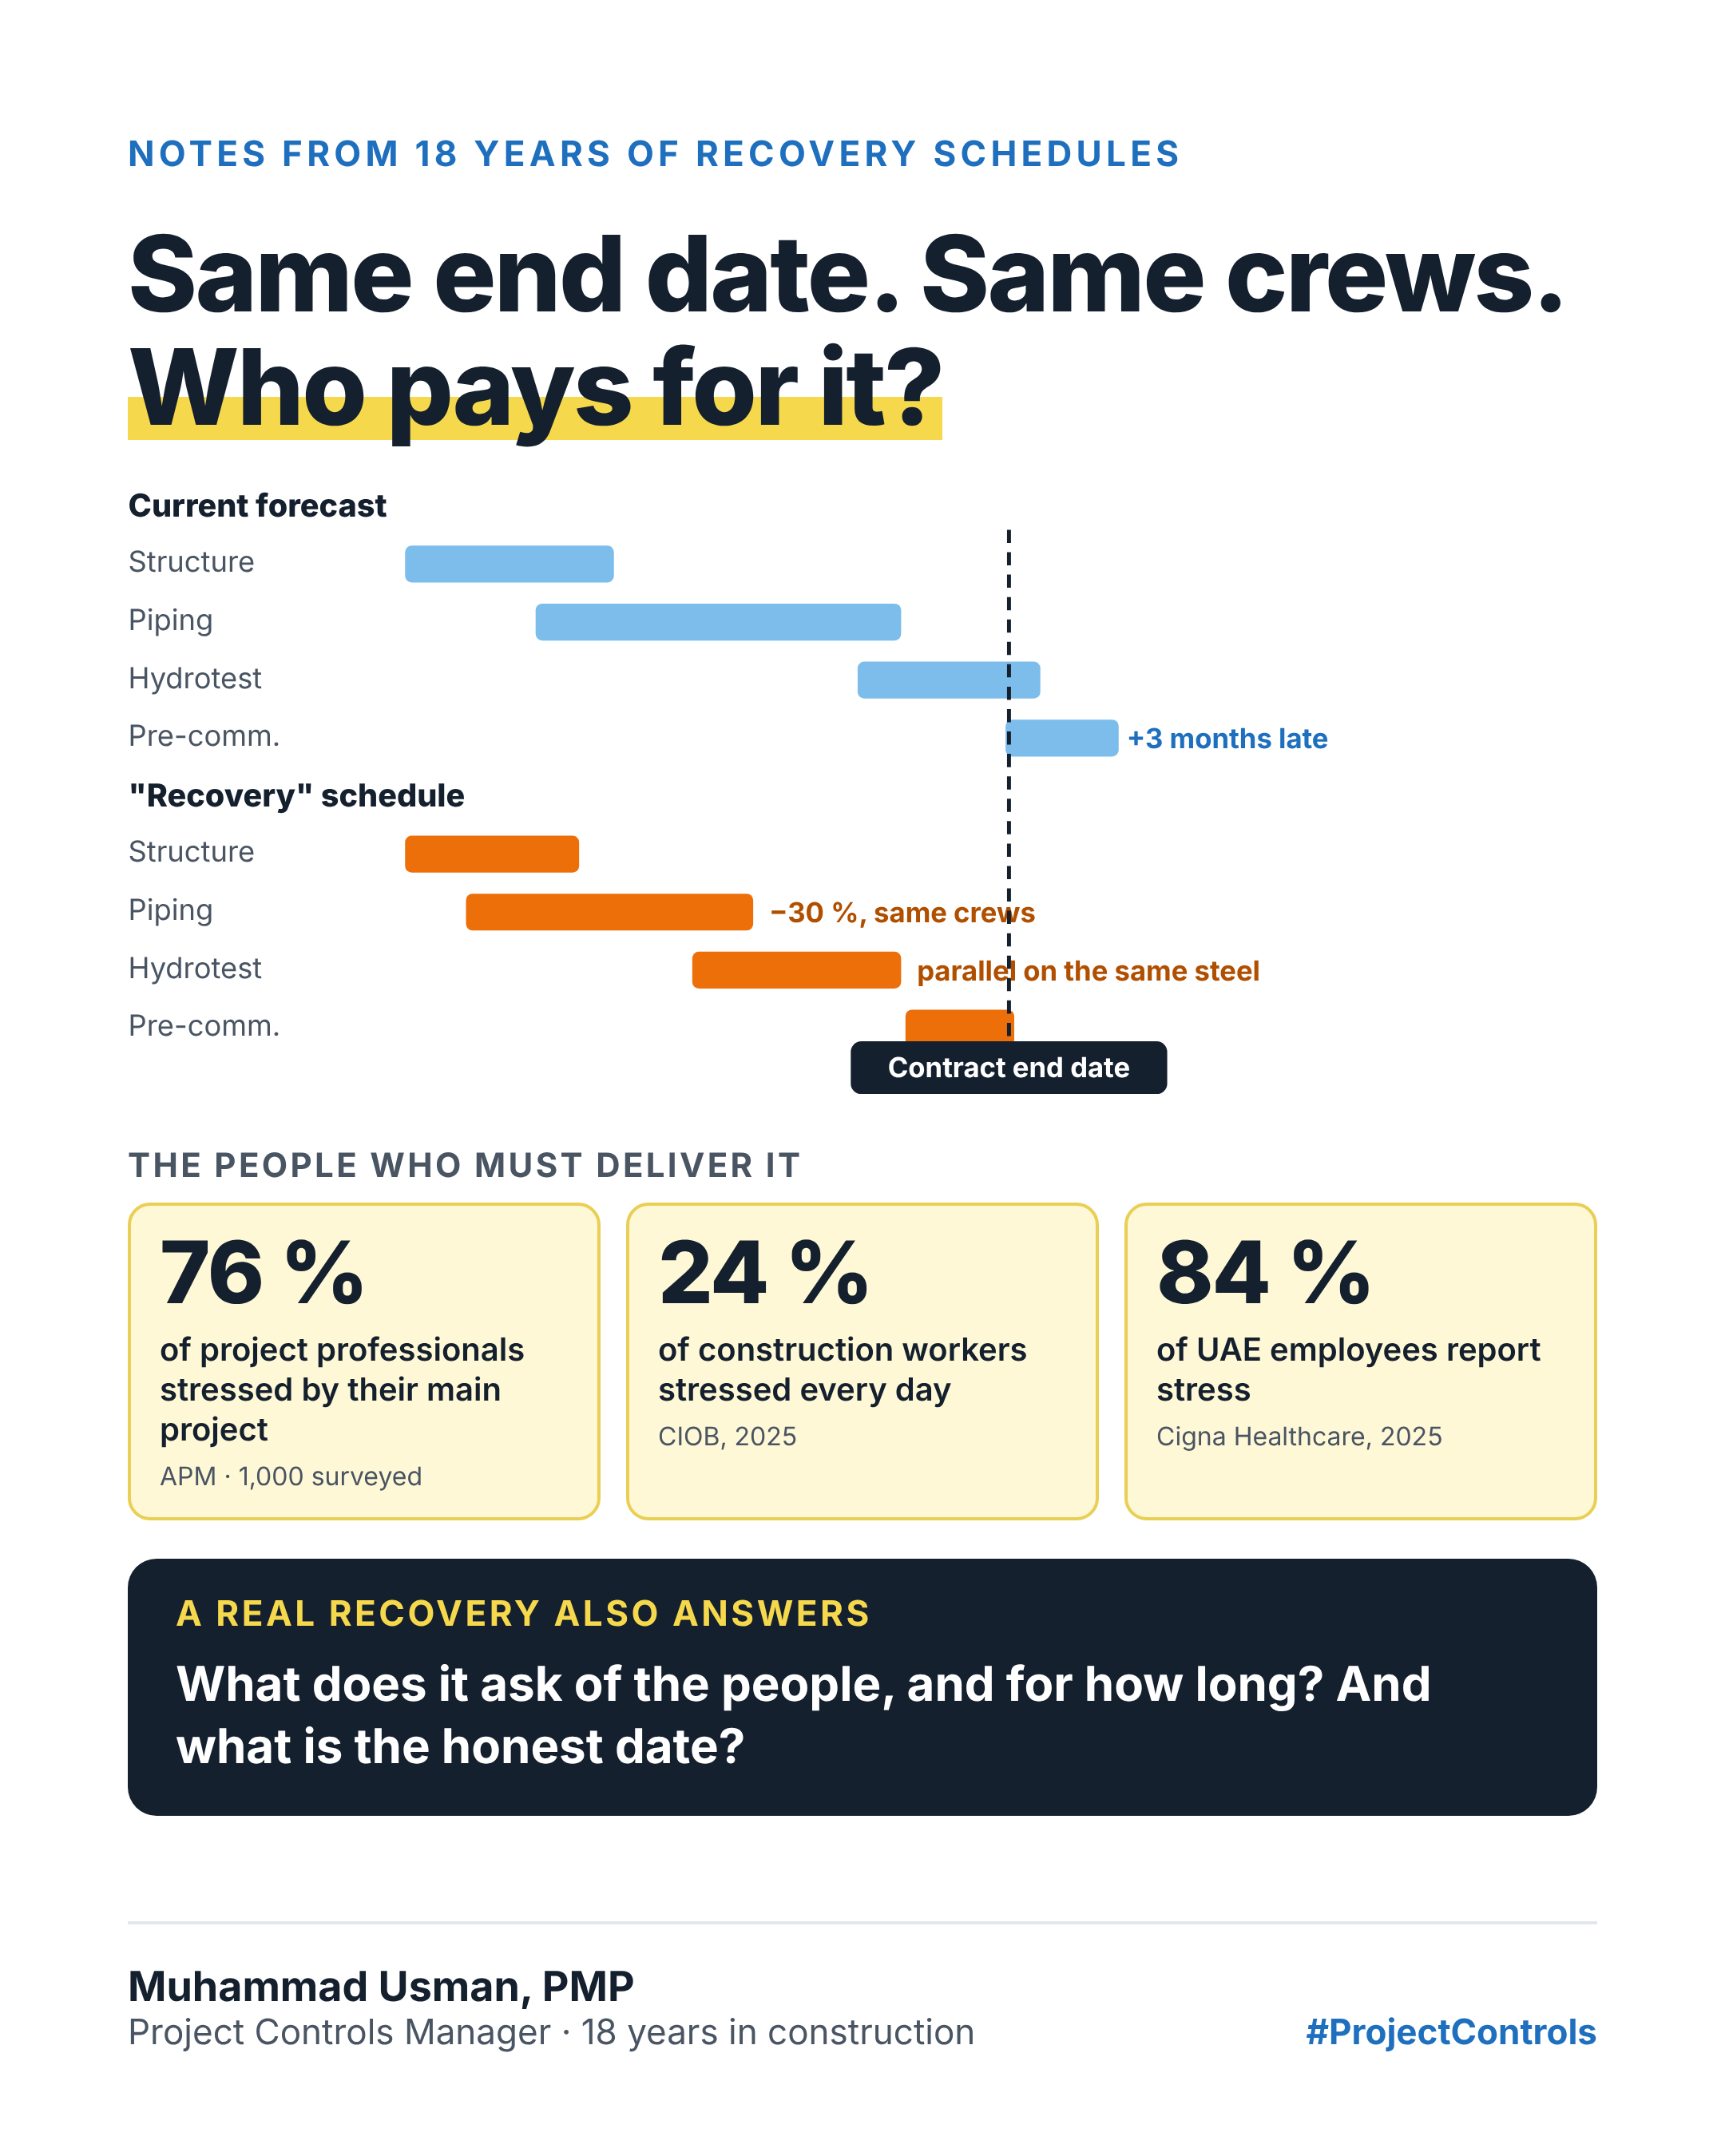 NOTES FROM 18 YEARS OF RECOVERY SCHEDULES
Same end date. Same crews.
Who pays for it?
Current forecast
Structure
Piping
Hydrotest
Pre-comm.
+3 months late
"Recovery" schedule
Structure
Piping
−30 %, same crews
Hydrotest
parallel on the same steel
Pre-comm.
Contract end date
THE PEOPLE WHO MUST DELIVER IT
76 %
of project professionals
stressed by their main
project
APM · 1,000 surveyed
24 %
of construction workers
stressed every day
CIOB, 2025
84 %
of UAE employees report
stress
Cigna Healthcare, 2025
A REAL RECOVERY ALSO ANSWERS
What does it ask of the people, and for how long? And
what is the honest date?
Muhammad Usman, PMP
Project Controls Manager · 18 years in construction
#ProjectControls